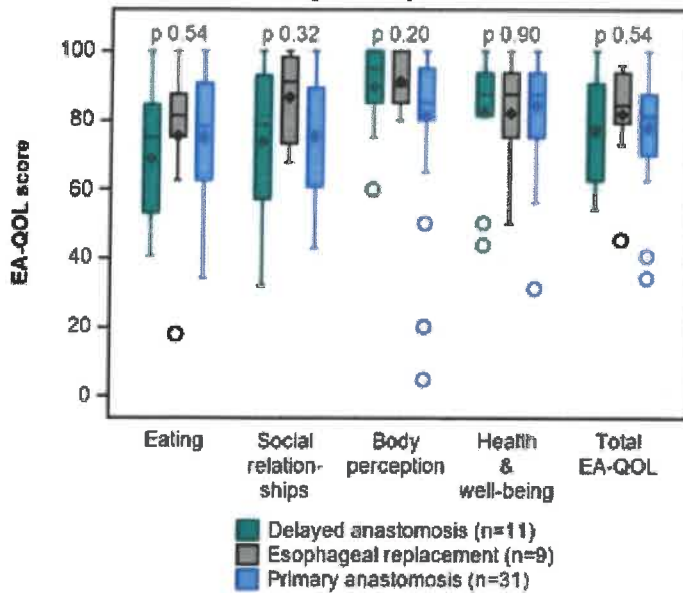 p 0.54 p 0.32 p 0.20 p 0.90 p 0.54
100
80
60
40
20
0
EA-QOL score
Eating
Social relation-ships
Body perception
Health & well-being
Total EA-QOL
Delayed anastomosis (n=11)
Esophageal replacement (n=9)
Primary anastomosis (n=31)